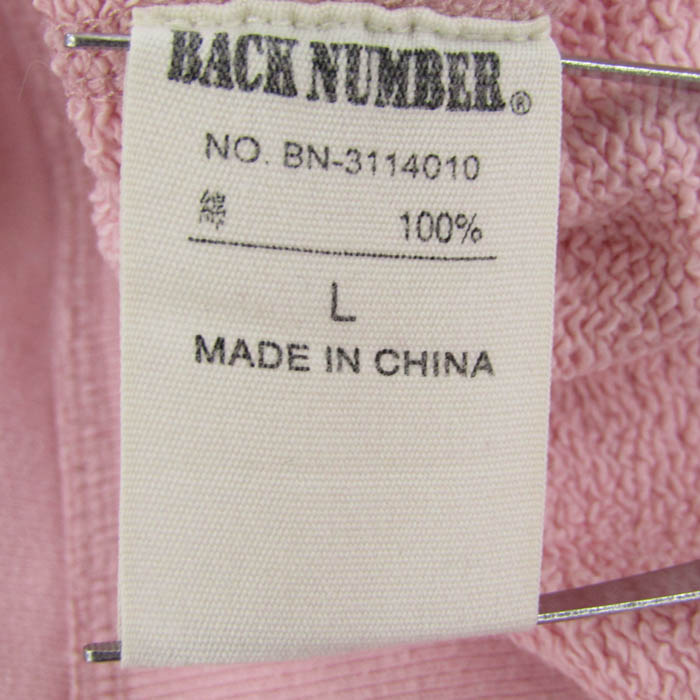 BACK NUMBER®
NO. BN-3114010
綿 100%
L
MADE IN CHINA